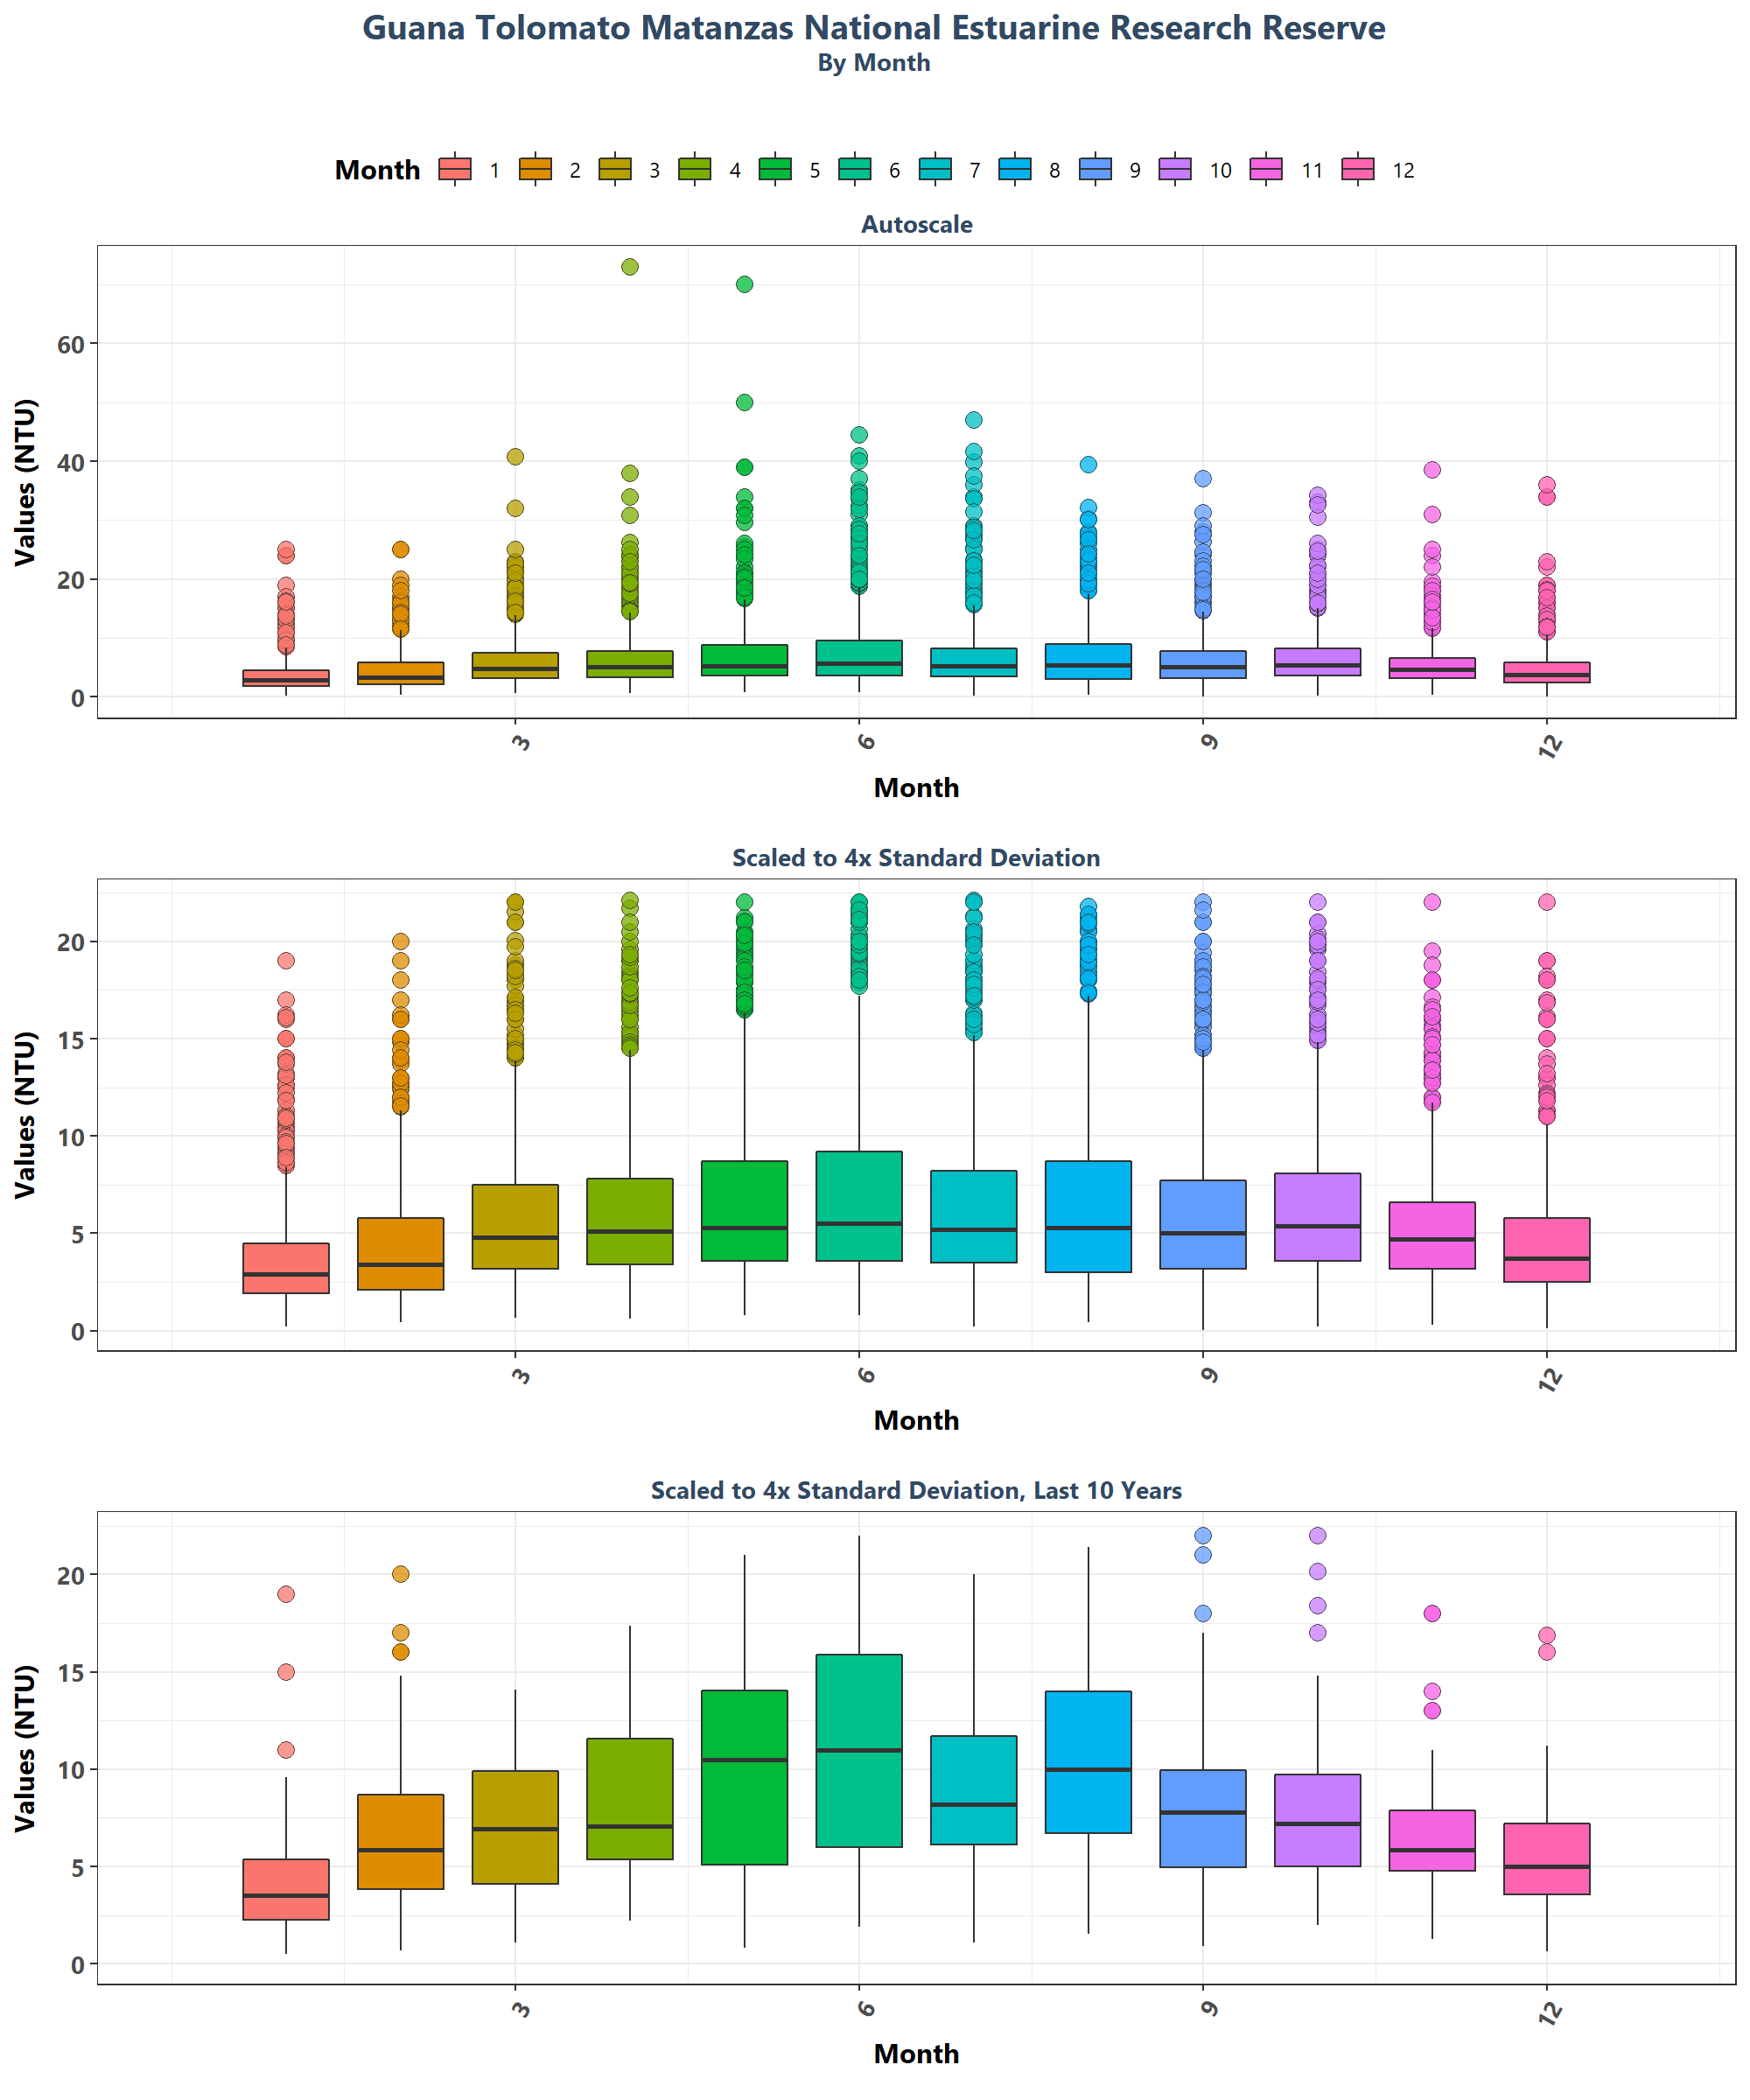 Guana Tolomato Matanzas National Estuarine Research Reserve
By Month
Month 1 2 3 4 5 6 7 8 9 10 11 12
Autoscale
Values (NTU)
60
40
20
0
3 6 9 12
Month
Scaled to 4x Standard Deviation
Values (NTU)
20
15
10
5
0
3 6 9 12
Month
Scaled to 4x Standard Deviation, Last 10 Years
Values (NTU)
20
15
10
5
0
3 6 9 12
Month